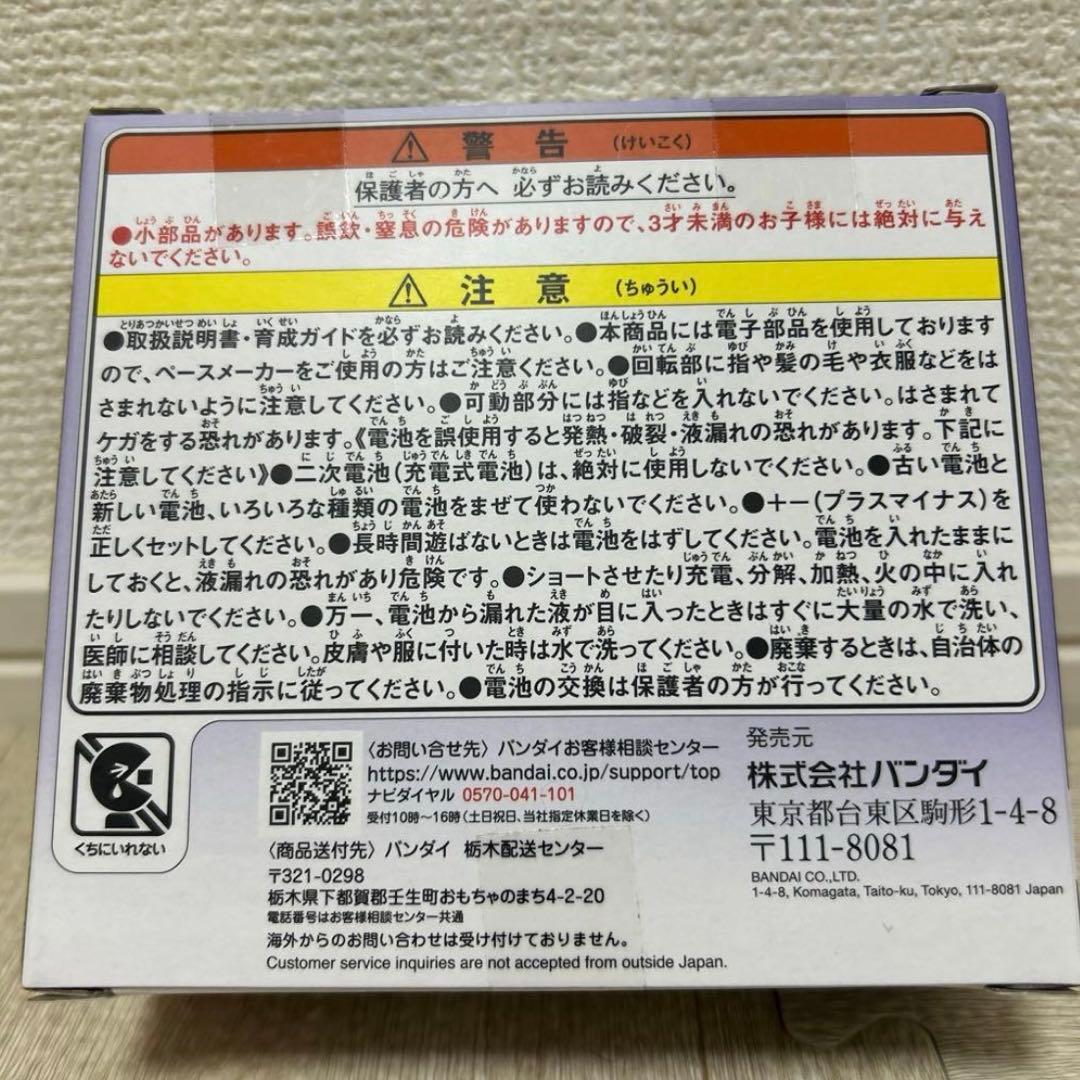 警告 (けいこく)
保護者の方へ 必ずお読みください。
●小部品があります。誤飲・窒息の危険がありますので、3才未満のお子様には絶対に与え
ないでください。
注意 (ちゅうい)
●取扱説明書・育成ガイドを必ずお読みください。●本商品には電子部品を使用しております
ので、ペースメーカーをご使用の方はご注意ください。●回転部に指や髪の毛や衣服などをは
さまれないように注意してください。●可動部分には指などを入れないでください。はさまれて
ケガをする恐れがあります。《電池を誤使用すると発熱・破裂・液漏れの恐れがあります。下記に
注意してください》●二次電池(充電式電池)は、絶対に使用しないでください。●古い電池と
新しい電池、いろいろな種類の電池をまぜて使わないでください。●+-(プラスマイナス)を
正しくセットしてください。●長時間遊ばないときは電池をはずしてください。電池を入れたままに
しておくと、液漏れの恐れがあり危険です。●ショートさせたり充電、分解、加熱、火の中に入れ
たりしないでください。●万一、電池から漏れた液が目に入ったときはすぐに大量の水で洗い、
医師に相談してください。皮膚や服に付いた時は水で洗ってください。●廃棄するときは、自治体の
廃棄物処理の指示に従ってください。●電池の交換は保護者の方が行ってください。
くちにいれない
〈お問い合せ先〉バンダイお客様相談センター
https://www.bandai.co.jp/support/top
ナビダイヤル 0570-041-101
受付10時～16時(土日祝日、当社指定休業日を除く)
〈商品送付先〉バンダイ 栃木配送センター
〒321-0298
栃木県下都賀郡壬生町おもちゃのまち4-2-20
電話番号はお客様相談センター共通
海外からのお問い合わせは受け付けておりません。
Customer service inquiries are not accepted from outside Japan.
発売元
株式会社バンダイ
東京都台東区駒形1-4-8
〒111-8081
BANDAI CO.,LTD.
1-4-8, Komagata, Taito-ku, Tokyo, 111-8081 Japan